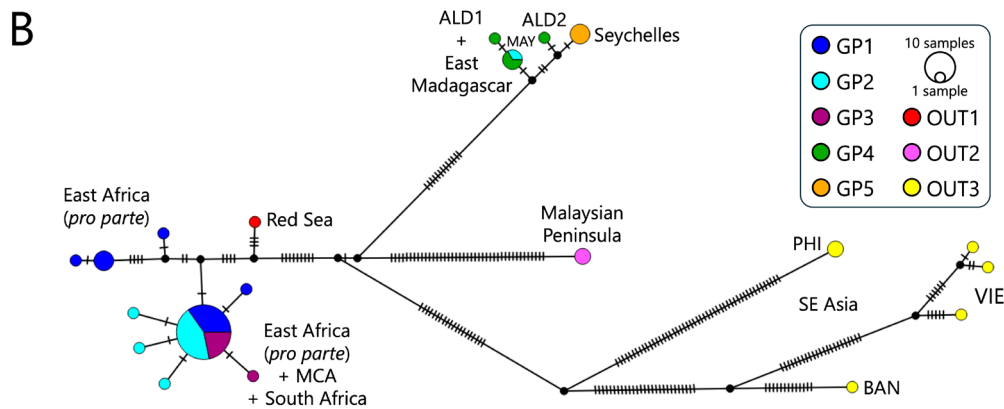 B
ALD1
+
East
Madagascar
MAY
ALD2
Seychelles
East Africa
(pro parte)
Red Sea
Malaysian
Peninsula
PHI
SE Asia
VIE
BAN
East Africa
(pro parte)
+ MCA
+ South Africa
GP1
GP2
GP3
GP4
GP5
10 samples
1 sample
OUT1
OUT2
OUT3